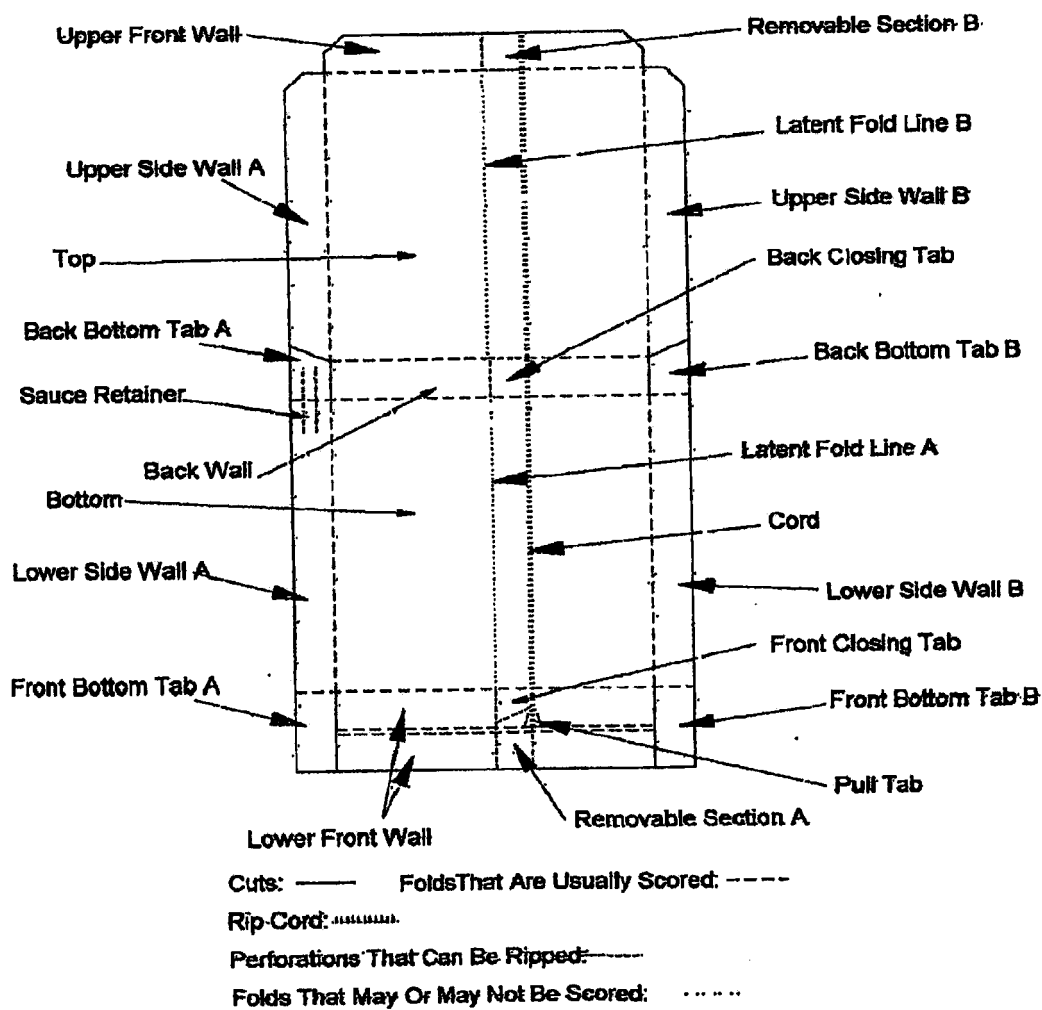 Upper Front Wall
Removable Section B
Latent Fold Line B
Upper Side Wall A
Upper Side Wall B
Top
Back Closing Tab
Back Bottom Tab A
Back Bottom Tab B
Sauce Retainer
Latent Fold Line A
Back Wall
Bottom
Cord
Lower Side Wall A
Lower Side Wall B
Front Closing Tab
Front Bottom Tab A
Front Bottom Tab B
Pull Tab
Removable Section A
Lower Front Wall
Cuts: FoldsThat Are Usually Scored:
Rip Cord:
Perforations That Can Be Ripped:
Folds That May Or May Not Be Scored: